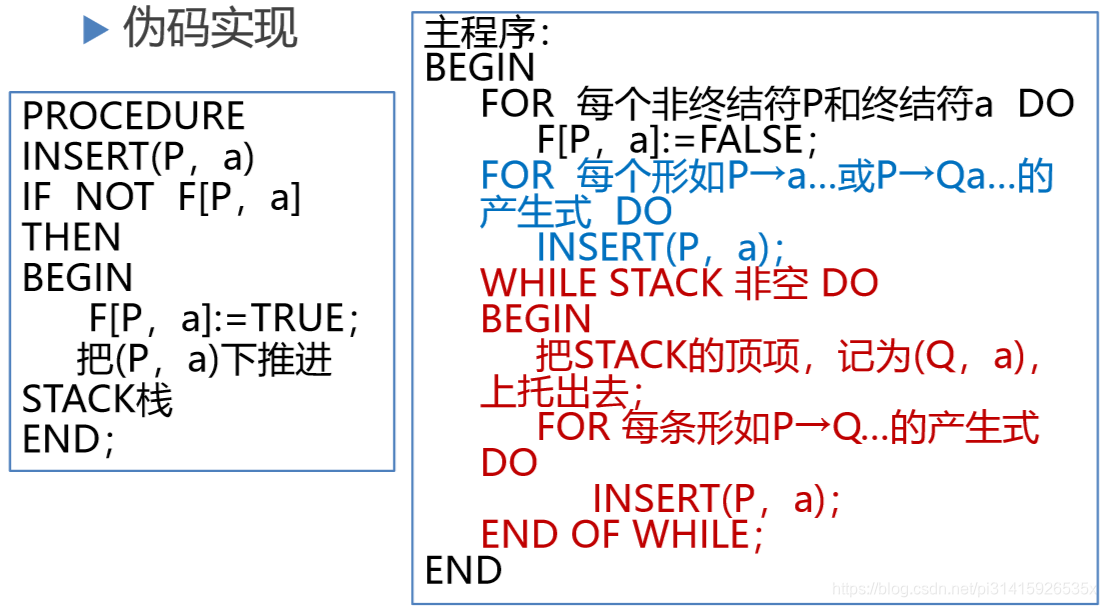 伪码实现
PROCEDURE
INSERT(P，a)
IF NOT F[P，a]
THEN
BEGIN
F[P，a]:=TRUE；
把(P，a)下推进
STACK栈
END；
主程序：
BEGIN
FOR 每个非终结符P和终结符a DO
F[P，a]:=FALSE；
FOR 每个形如P→a…或P→Qa…的
产生式 DO
INSERT(P，a)；
WHILE STACK 非空 DO
BEGIN
把STACK的顶项，记为(Q，a)，
上托出去；
FOR 每条形如P→Q…的产生式
DO
INSERT(P，a)；
END OF WHILE；
END
https://blog.csdn.net/pi31415926535x